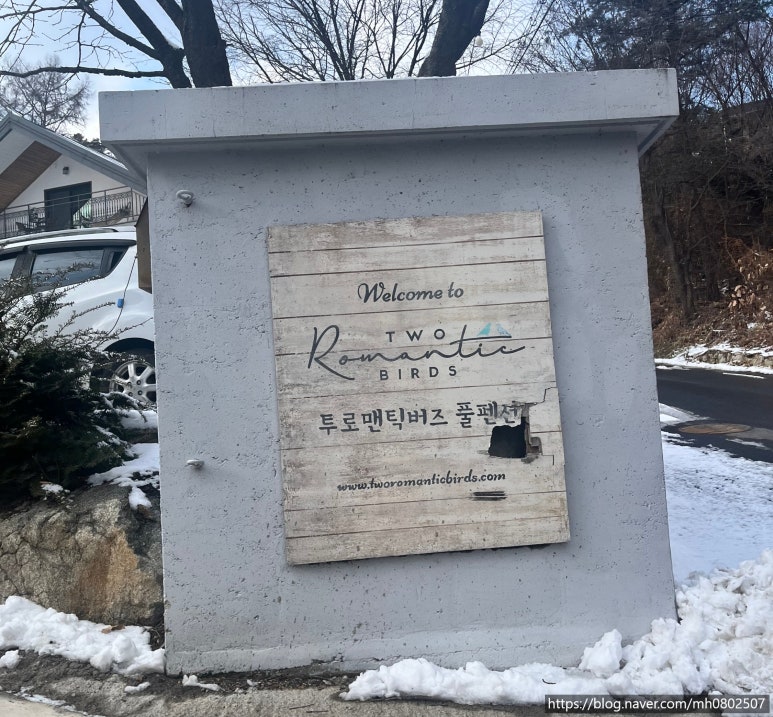 Welcome to
TWO
Romantic
BIRDS
투로맨틱버즈 풀펜션
www.tworomanticbirds.com
https://blog.naver.com/mh0802507